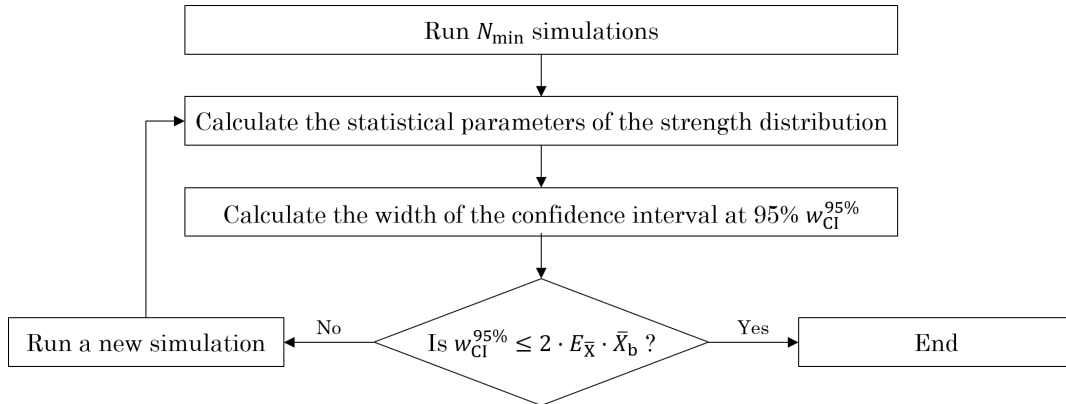 Run N_min simulations
Calculate the statistical parameters of the strength distribution
Calculate the width of the confidence interval at 95% w_CI^95%
Is w_CI^95% ≤ 2 · E_X̄ · X̄_b ?
No
Yes
Run a new simulation
End